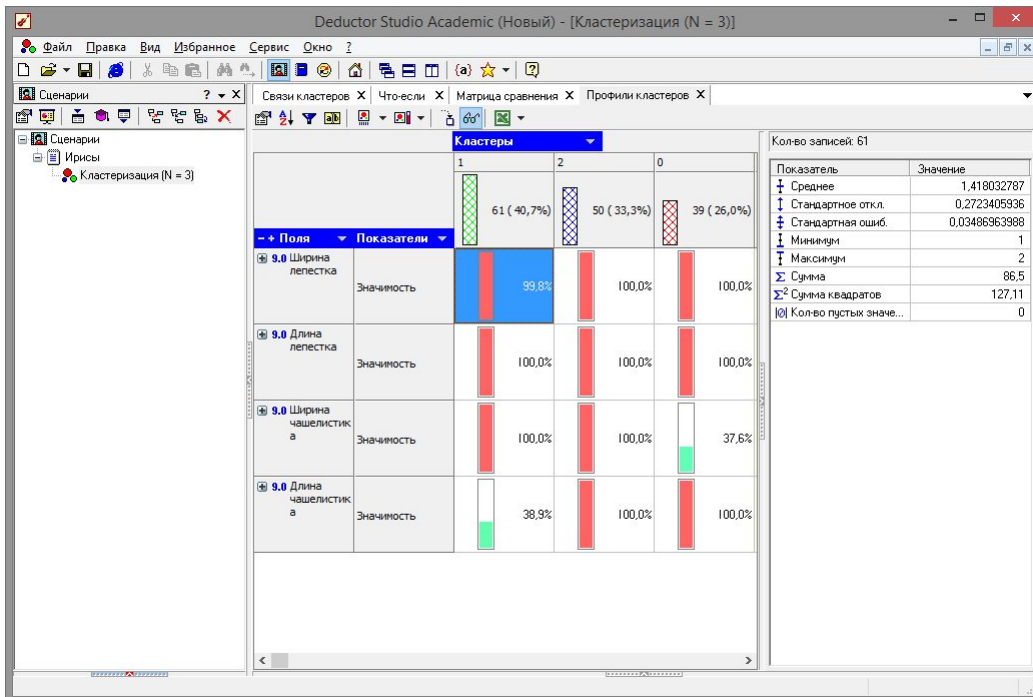 Deductor Studio Academic (Новый) - [Кластеризация (N = 3)]
Файл Правка Вид Избранное Сервис Окно ?
Сценарии
Сценарии
Ирисы
Кластеризация (N = 3)
Связи кластеров X Что-если X Матрица сравнения X Профили кластеров X
Кластеры
1 2 0
61 ( 40,7%) 50 ( 33,3%) 39 ( 26,0%)
Поля Показатели
9.0 Ширина
лепестка
Значимость 99,8% 100,0% 100,0%
9.0 Длина
лепестка
Значимость 100,0% 100,0% 100,0%
9.0 Ширина
чашелистик
а
Значимость 100,0% 100,0% 37,6%
9.0 Длина
чашелистик
а
Значимость 38,9% 100,0% 100,0%
Кол-во записей: 61
Показатель Значение
Среднее 1,418032787
Стандартное откл. 0,2723405936
Стандартная ошиб. 0,03486963988
Минимум 1
Максимум 2
Σ Сумма 86,5
Σ² Сумма квадратов 127,11
|∅| Кол-во пустых значе... 0